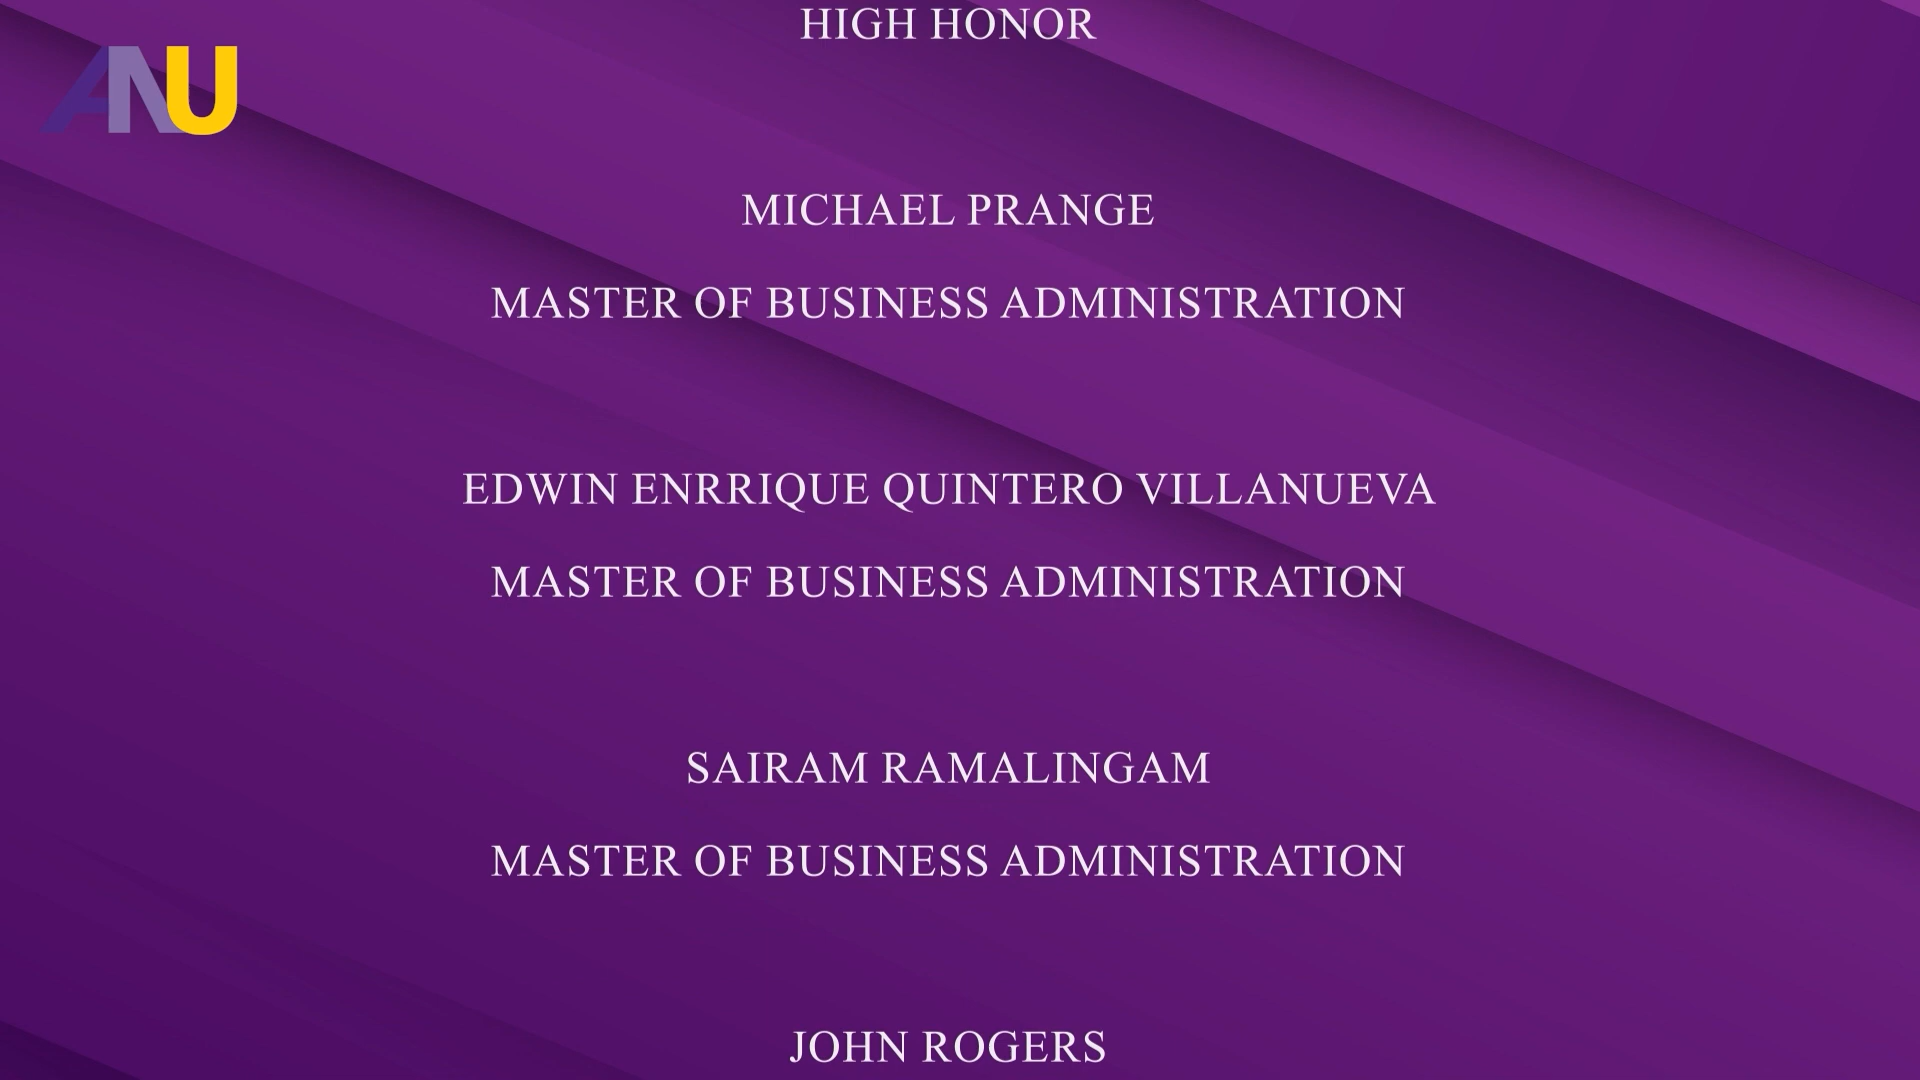 HIGH HONOR
ANU
MICHAEL PRANGE
MASTER OF BUSINESS ADMINISTRATION
EDWIN ENRRIQUE QUINTERO VILLANUEVA
MASTER OF BUSINESS ADMINISTRATION
SAIRAM RAMALINGAM
MASTER OF BUSINESS ADMINISTRATION
JOHN ROGERS